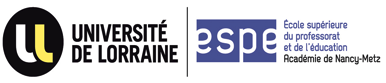 UNIVERSITÉ
DE LORRAINE
espe
École supérieure
du professorat
et de l'éducation
Académie de Nancy-Metz